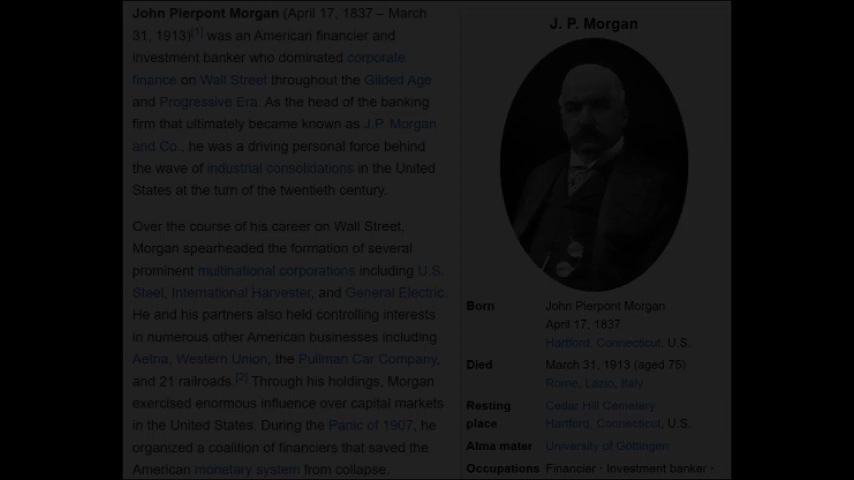 John Pierpont Morgan (April 17, 1837 – March
31, 1913)[1] was an American financier and
investment banker who dominated corporate
finance on Wall Street throughout the Gilded Age
and Progressive Era. As the head of the banking
firm that ultimately became known as J.P. Morgan
and Co., he was a driving personal force behind
the wave of industrial consolidations in the United
States at the turn of the twentieth century.
Over the course of his career on Wall Street,
Morgan spearheaded the formation of several
prominent multinational corporations including U.S.
Steel, International Harvester, and General Electric.
He and his partners also held controlling interests
in numerous other American businesses including
Aetna, Western Union, the Pullman Car Company,
and 21 railroads.[2] Through his holdings, Morgan
exercised enormous influence over capital markets
in the United States. During the Panic of 1907, he
organized a coalition of financiers that saved the
American monetary system from collapse.
J. P. Morgan
Born John Pierpont Morgan
April 17, 1837
Hartford, Connecticut, U.S.
Died March 31, 1913 (aged 75)
Rome, Lazio, Italy
Resting Cedar Hill Cemetery
place Hartford, Connecticut, U.S.
Alma mater University of Göttingen
Occupations Financier · Investment banker ·